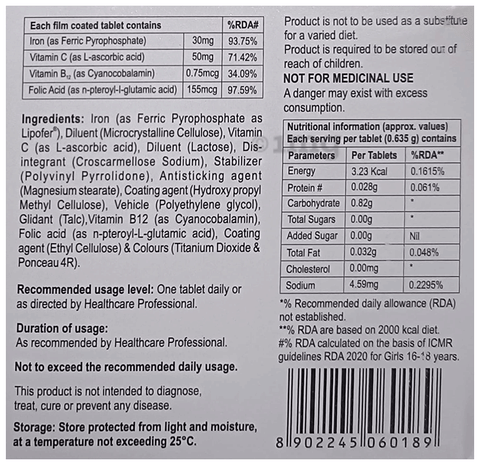 Each film coated tablet contains %RDA#
Iron (as Ferric Pyrophosphate) 30mg 93.75%
Vitamin C (as L-ascorbic acid) 50mg 71.42%
Vitamin B12 (as Cyanocobalamin) 0.75mcg 34.09%
Folic Acid (as n-pteroyl-l-glutamic acid) 155mcg 97.59%
Ingredients: Iron (as Ferric Pyrophosphate as
Lipofer®), Diluent (Microcrystalline Cellulose), Vitamin
C (as L-ascorbic acid), Diluent (Lactose), Dis-
integrant (Croscarmellose Sodium), Stabilizer
(Polyvinyl Pyrrolidone), Antisticking agent
(Magnesium stearate), Coating agent (Hydroxy propyl
Methyl Cellulose), Vehicle (Polyethylene glycol),
Glidant (Talc),Vitamin B12 (as Cyanocobalamin),
Folic acid (as n-pteroyl-L-glutamic acid), Coating
agent (Ethyl Cellulose) & Colours (Titanium Dioxide &
Ponceau 4R).
Recommended usage level: One tablet daily or
as directed by Healthcare Professional.
Duration of usage:
As recommended by Healthcare Professional.
Not to exceed the recommended daily usage.
This product is not intended to diagnose,
treat, cure or prevent any disease.
Storage: Store protected from light and moisture,
at a temperature not exceeding 25°C.
Product is not to be used as a substitute
for a varied diet.
Product is required to be stored out of
reach of children.
NOT FOR MEDICINAL USE
A danger may exist with excess
consumption.
Nutritional information (approx. values)
Each serving per tablet (0.635 g) contains
Parameters Per Tablets %RDA**
Energy 3.23 Kcal 0.1615%
Protein # 0.028g 0.061%
Carbohydrate 0.82g *
Total Sugars 0.00g *
Added Sugar 0.00g Nil
Total Fat 0.032g 0.048%
Cholesterol 0.00mg *
Sodium 4.59mg 0.2295%
*% Recommended daily allowance (RDA)
not established.
**% RDA are based on 2000 kcal diet.
#% RDA calculated on the basis of ICMR
guidelines RDA 2020 for Girls 16-18 years.
8 902245 060189